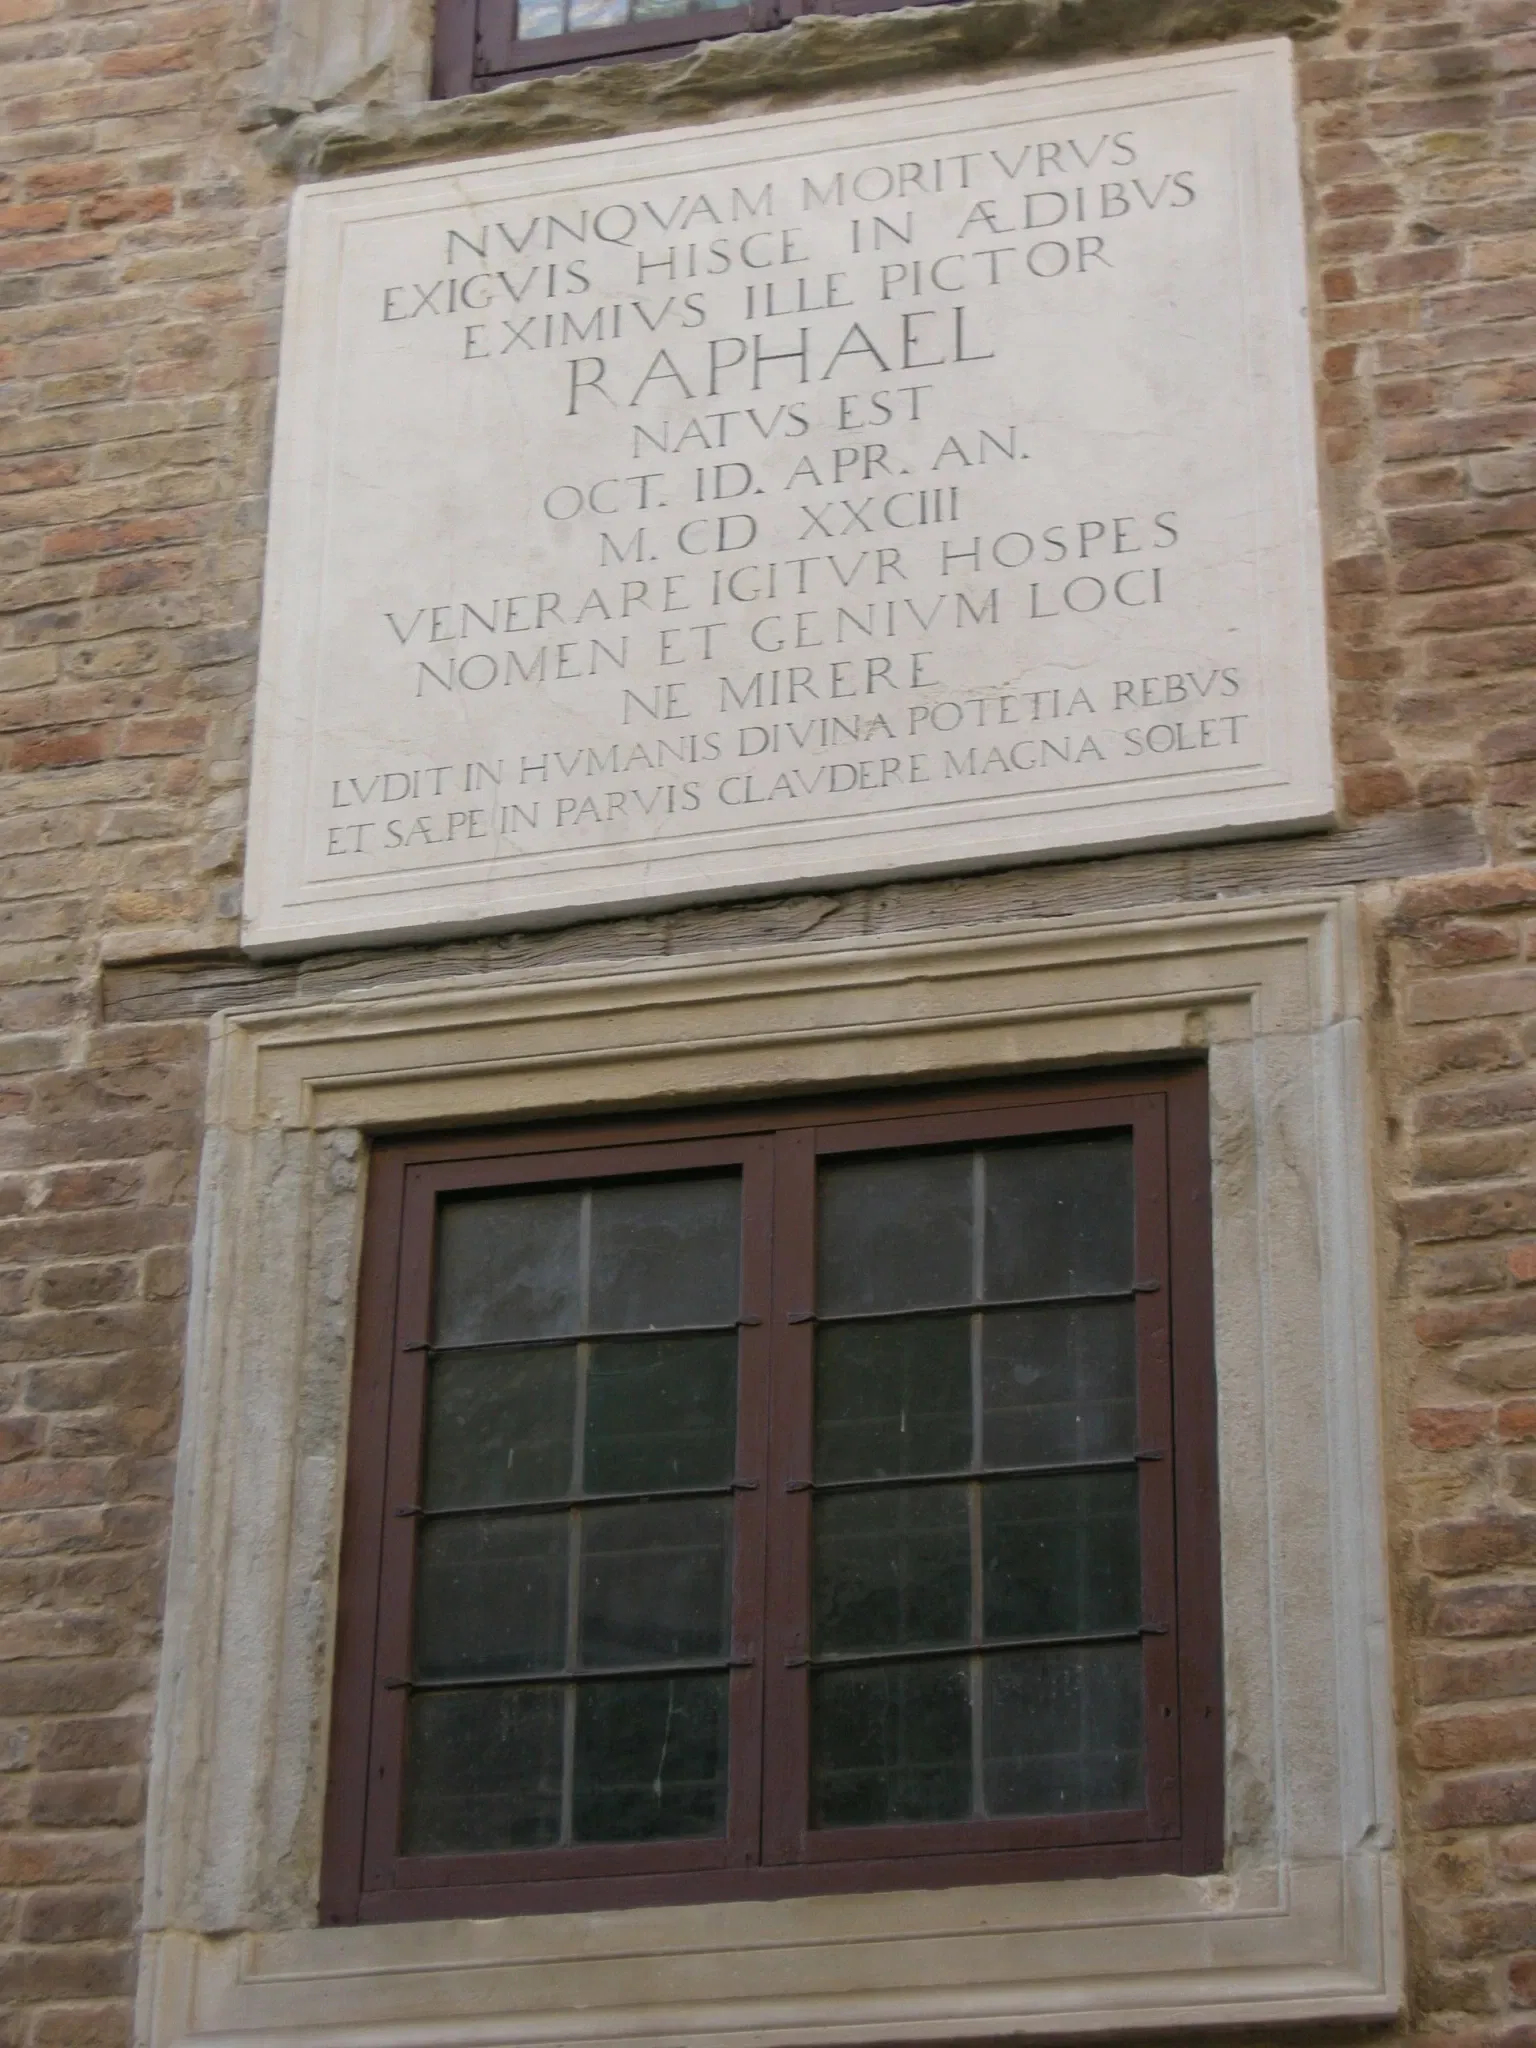 NVNQVAM MORITVRVS
EXIGVIS HISCE IN ÆDIBVS
EXIMIVS ILLE PICTOR
RAPHAEL
NATVS EST
OCT. ID. APR. AN.
M. CD XXCIII
VENERARE IGITVR HOSPES
NOMEN ET GENIVM LOCI
NE MIRERE
LVDIT IN HVMANIS DIVINA POTETIA REBVS
ET SÆPE IN PARVIS CLAVDERE MAGNA SOLET